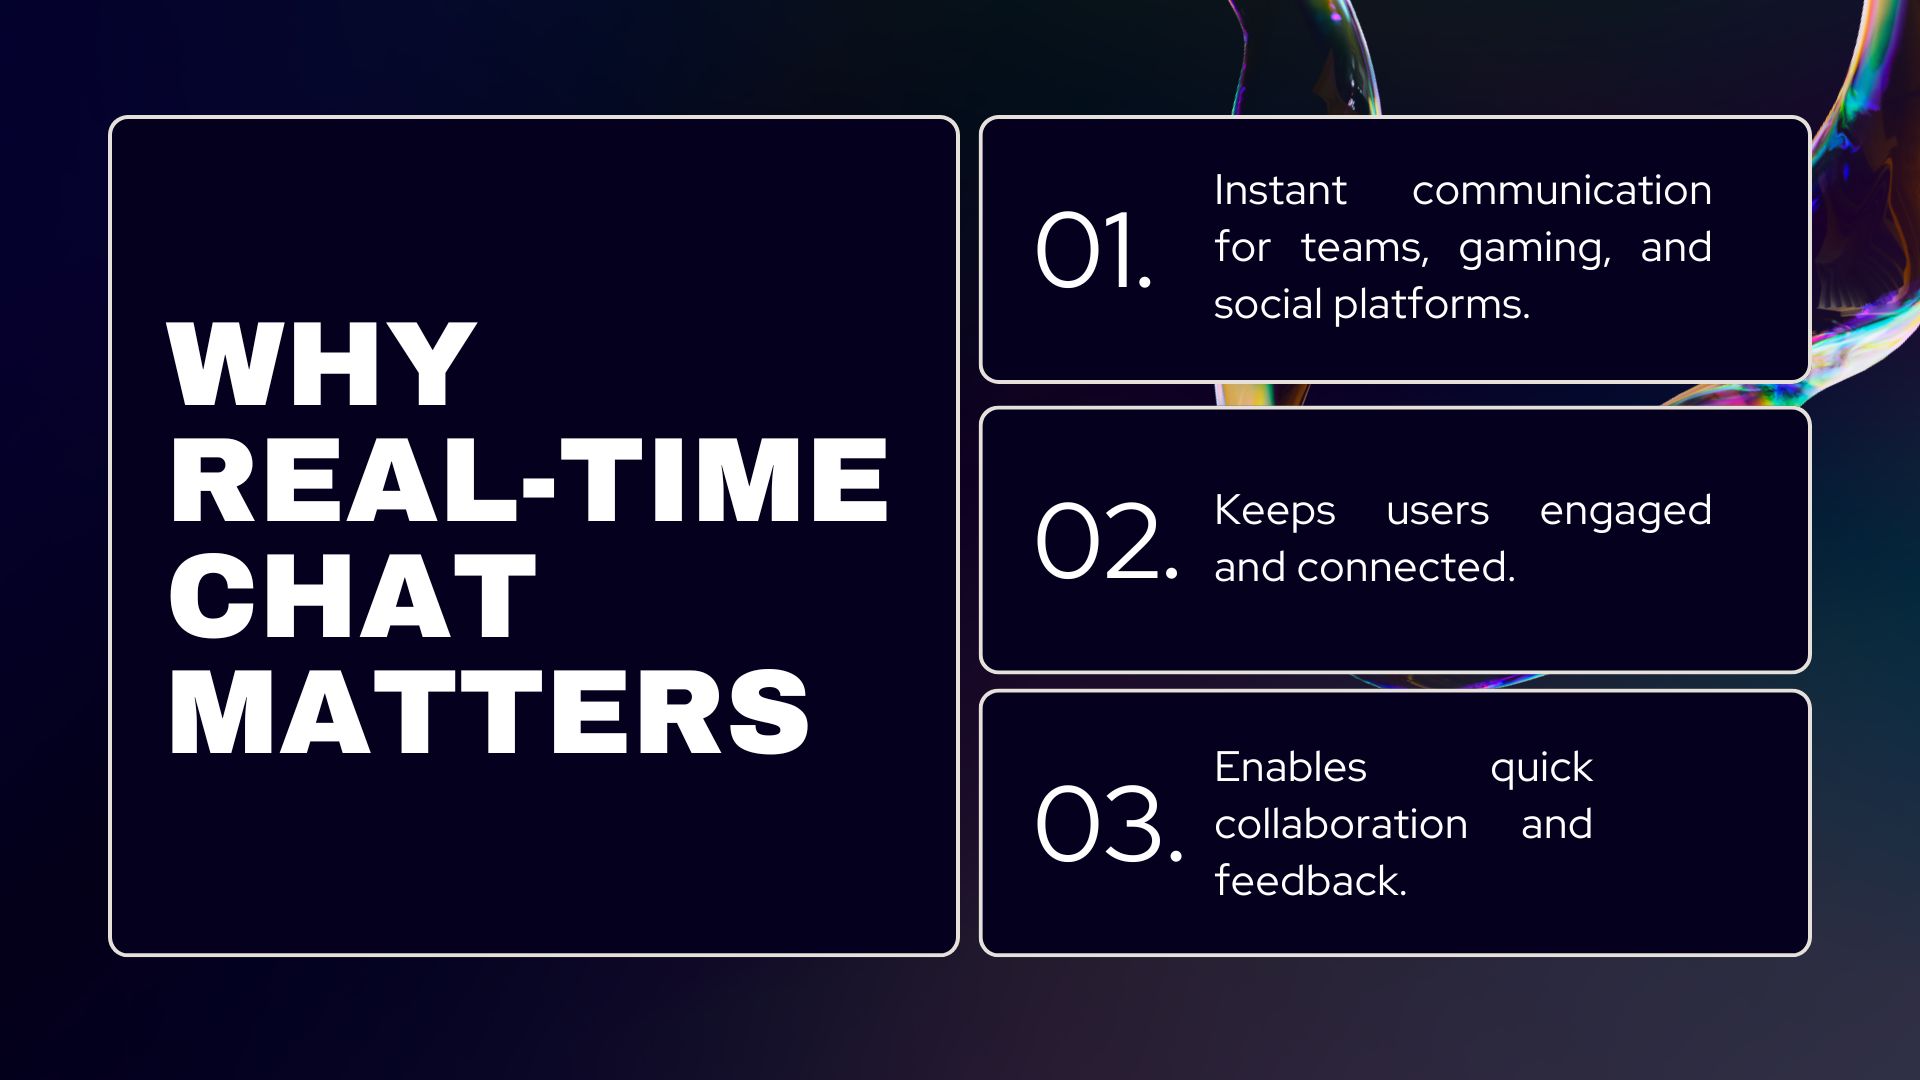 WHY
REAL-TIME
CHAT
MATTERS
01.
Instant communication
for teams, gaming, and
social platforms.
02.
Keeps users engaged
and connected.
03.
Enables quick
collaboration and
feedback.